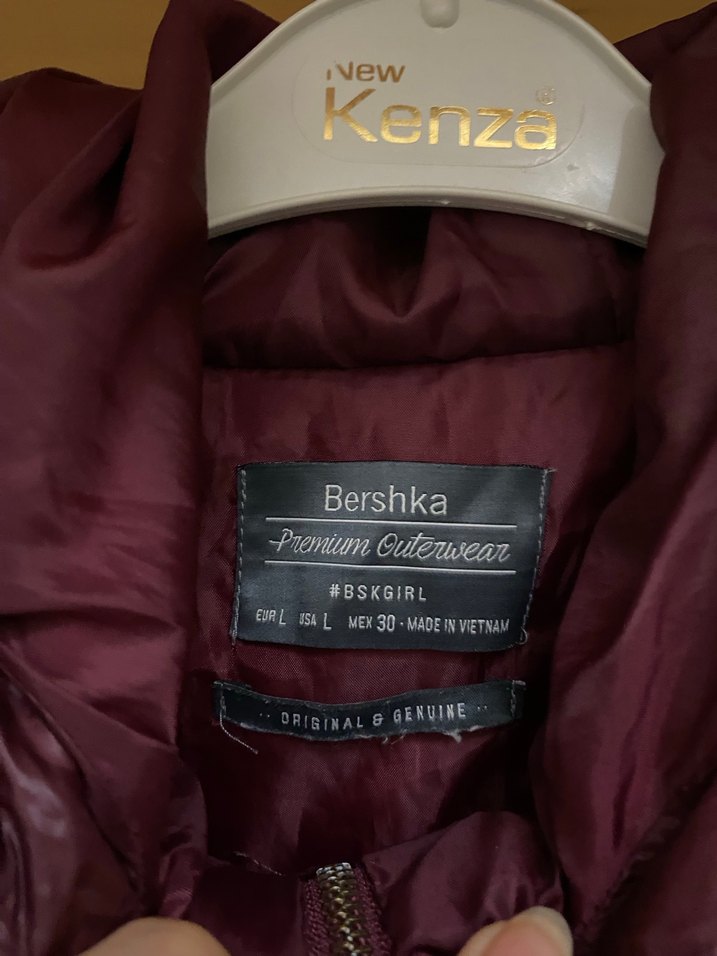 New
Kenza®
Bershka
Premium Outerwear
#BSKGIRL
EUR L USA L MEX 30 · MADE IN VIETNAM
·· ORIGINAL & GENUINE ··